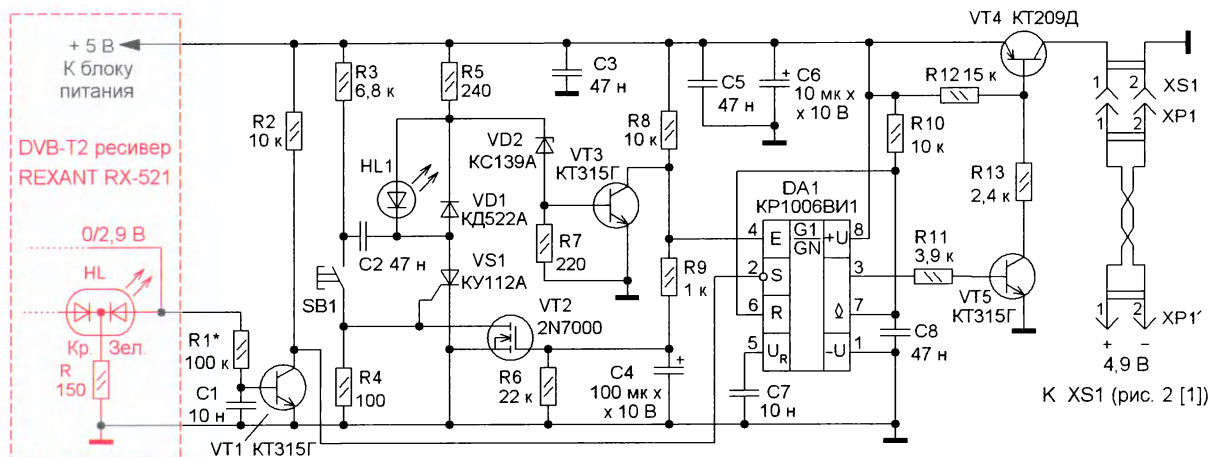 + 5 В
К блоку
питания
DVB-T2 ресивер
REXANT RX-521
0/2,9 В
HL
Кр. Зел.
R
150
R1*
100 к
C1
10 н
VT1 КТ315Г
R2
10 к
R3
6,8 к
HL1
C2 47 н
SB1
R4
100
R5
240
VD1
КД522А
VS1
КУ112А
VT2
2N7000
R6
22 к
C3
47 н
VD2
КС139А
VT3
КТ315Г
R7
220
R8
10 к
R9
1 к
C4
100 мк х
х 10 В
C5
47 н
C6
10 мк х
х 10 В
+
+
DA1
КР1006ВИ1
4 E G1 +U 8
GN
2 S 3
6 R 7
5 UR -U 1
C7
10 н
C8
47 н
R10
10 к
R11
3,9 к
R12 15 к
R13
2,4 к
VT4 КТ209Д
VT5
КТ315Г
1 2 XS1
1 2 XP1
1 2 XP1'
+ −
4,9 В
К XS1 (рис. 2 [1])